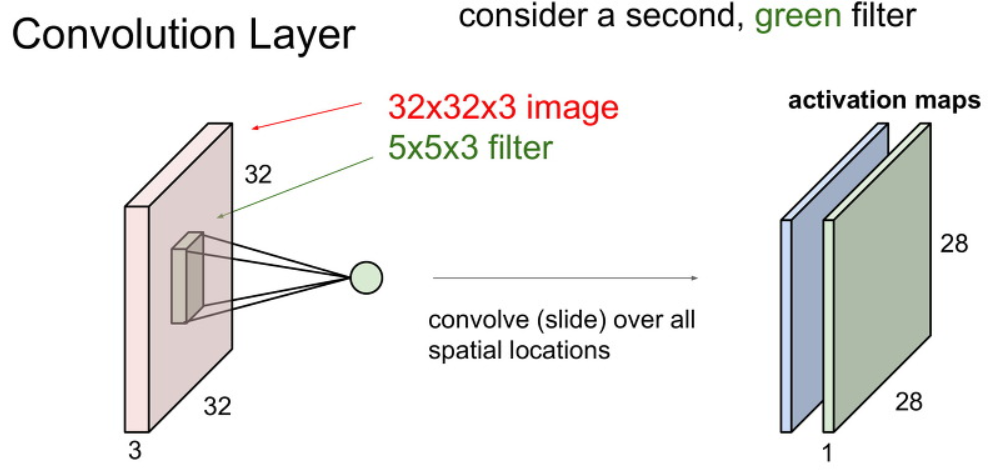 Convolution Layer
consider a second, green filter
32x32x3 image
5x5x3 filter
32
32
3
convolve (slide) over all
spatial locations
activation maps
28
28
1